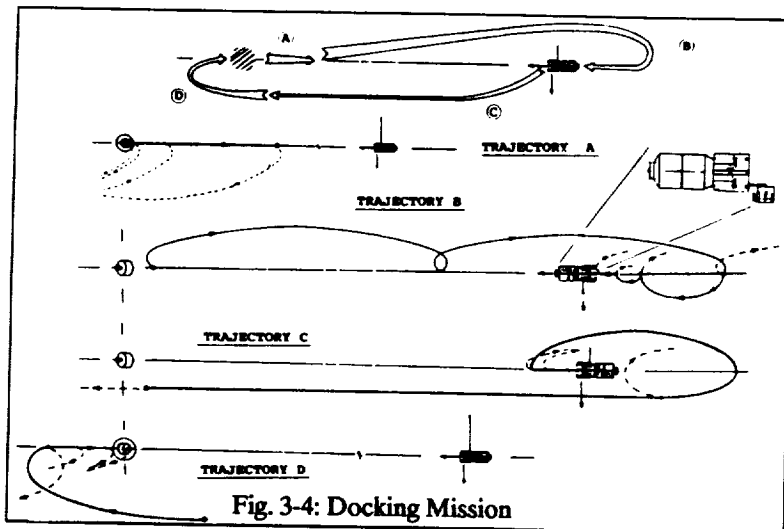 (A)
(B)
(D)
(C)
TRAJECTORY A
TRAJECTORY B
TRAJECTORY C
TRAJECTORY D
Fig. 3-4: Docking Mission